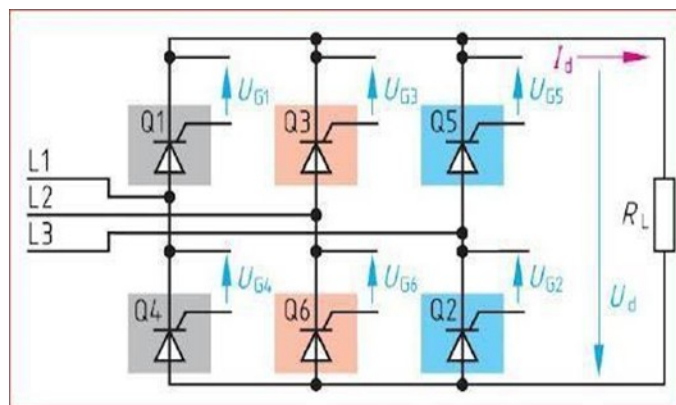 I_d
U_G1 U_G3 U_G5
Q1 Q3 Q5
L1
L2
L3
R_L
U_G4 U_G6 U_G2
Q4 Q6 Q2
U_d